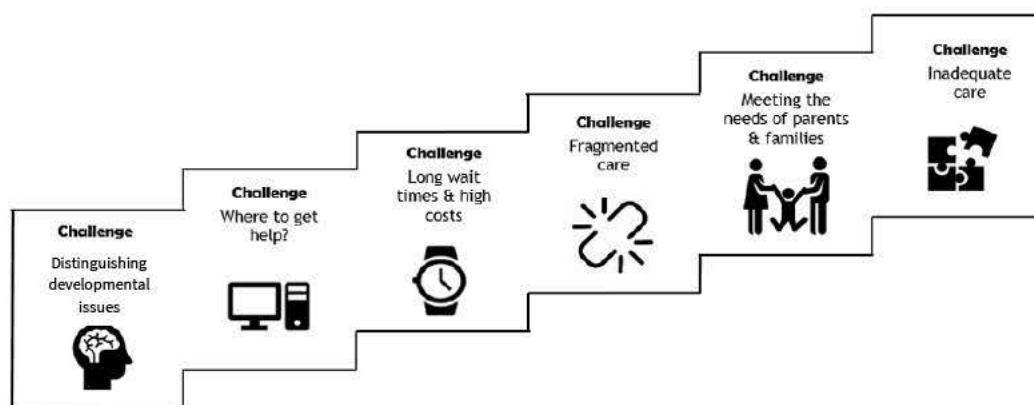 Challenge
Distinguishing
developmental
issues
Challenge
Where to get
help?
Challenge
Long wait
times & high
costs
Challenge
Fragmented
care
Challenge
Meeting the
needs of parents
& families
Challenge
Inadequate
care